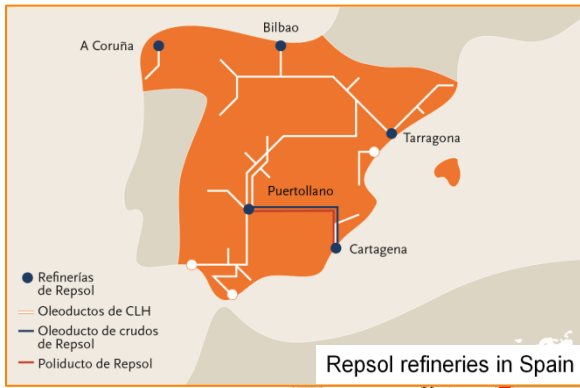 Bilbao
A Coruña
Tarragona
Puertollano
Cartagena
Refinerías
de Repsol
Oleoductos de CLH
Oleoducto de crudos
de Repsol
Poliducto de Repsol
Repsol refineries in Spain